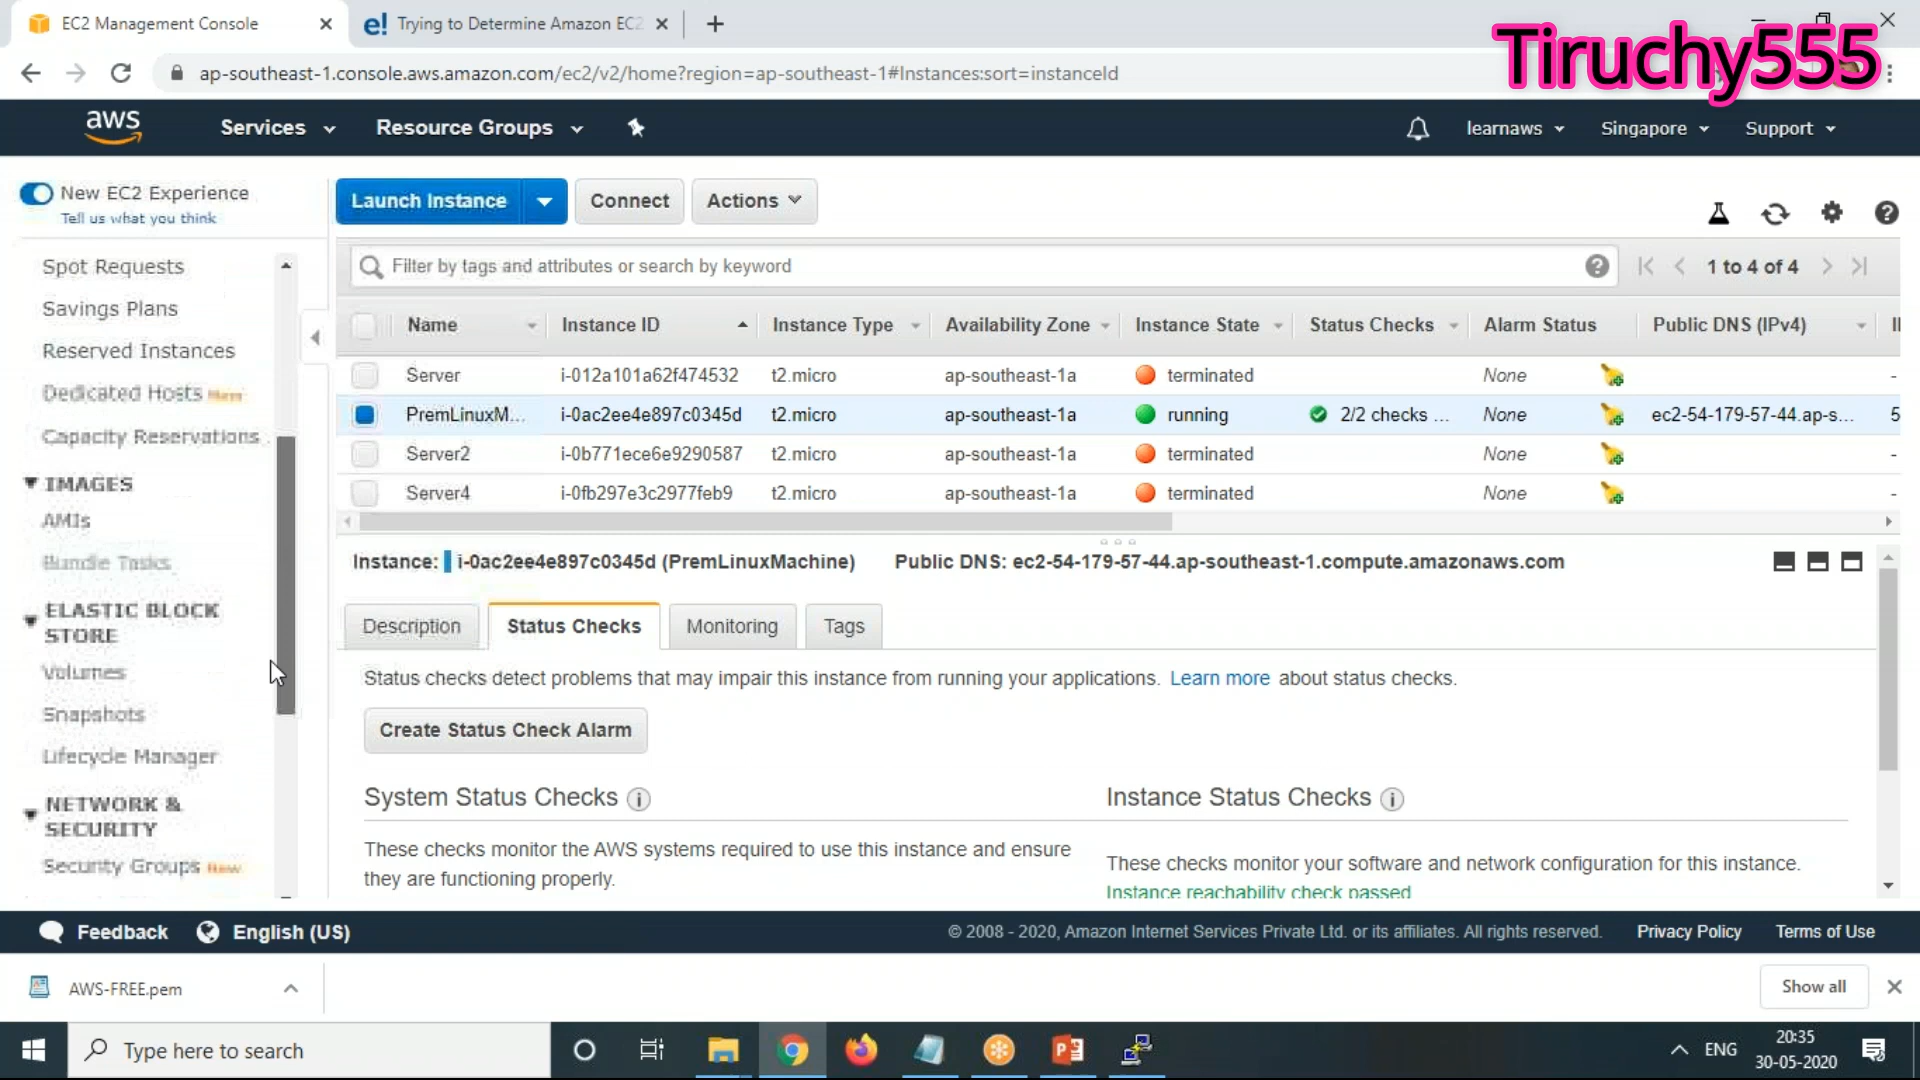 EC2 Management Console
Trying to Determine Amazon EC2
Tiruchy555
ap-southeast-1.console.aws.amazon.com/ec2/v2/home?region=ap-southeast-1#Instances:sort=instanceId
aws
Services
Resource Groups
learnaws
Singapore
Support
New EC2 Experience
Tell us what you think
Spot Requests
Savings Plans
Reserved Instances
Dedicated Hosts New
Capacity Reservations
IMAGES
AMIs
Bundle Tasks
ELASTIC BLOCK
STORE
Volumes
Snapshots
Lifecycle Manager
NETWORK &
SECURITY
Security Groups New
Launch Instance
Connect
Actions
Filter by tags and attributes or search by keyword
1 to 4 of 4
Name Instance ID Instance Type Availability Zone Instance State Status Checks Alarm Status Public DNS (IPv4)
Server i-012a101a62f474532 t2.micro ap-southeast-1a terminated None -
PremLinuxM... i-0ac2ee4e897c0345d t2.micro ap-southeast-1a running 2/2 checks ... None ec2-54-179-57-44.ap-s... 5
Server2 i-0b771ece6e9290587 t2.micro ap-southeast-1a terminated None -
Server4 i-0fb297e3c2977feb9 t2.micro ap-southeast-1a terminated None -
Instance: i-0ac2ee4e897c0345d (PremLinuxMachine) Public DNS: ec2-54-179-57-44.ap-southeast-1.compute.amazonaws.com
Description
Status Checks
Monitoring
Tags
Status checks detect problems that may impair this instance from running your applications. Learn more about status checks.
Create Status Check Alarm
System Status Checks
These checks monitor the AWS systems required to use this instance and ensure
they are functioning properly.
Instance Status Checks
These checks monitor your software and network configuration for this instance.
Instance reachability check passed
Feedback
English (US)
© 2008 - 2020, Amazon Internet Services Private Ltd. or its affiliates. All rights reserved.
Privacy Policy
Terms of Use
AWS-FREE.pem
Show all
Type here to search
ENG
20:35
30-05-2020